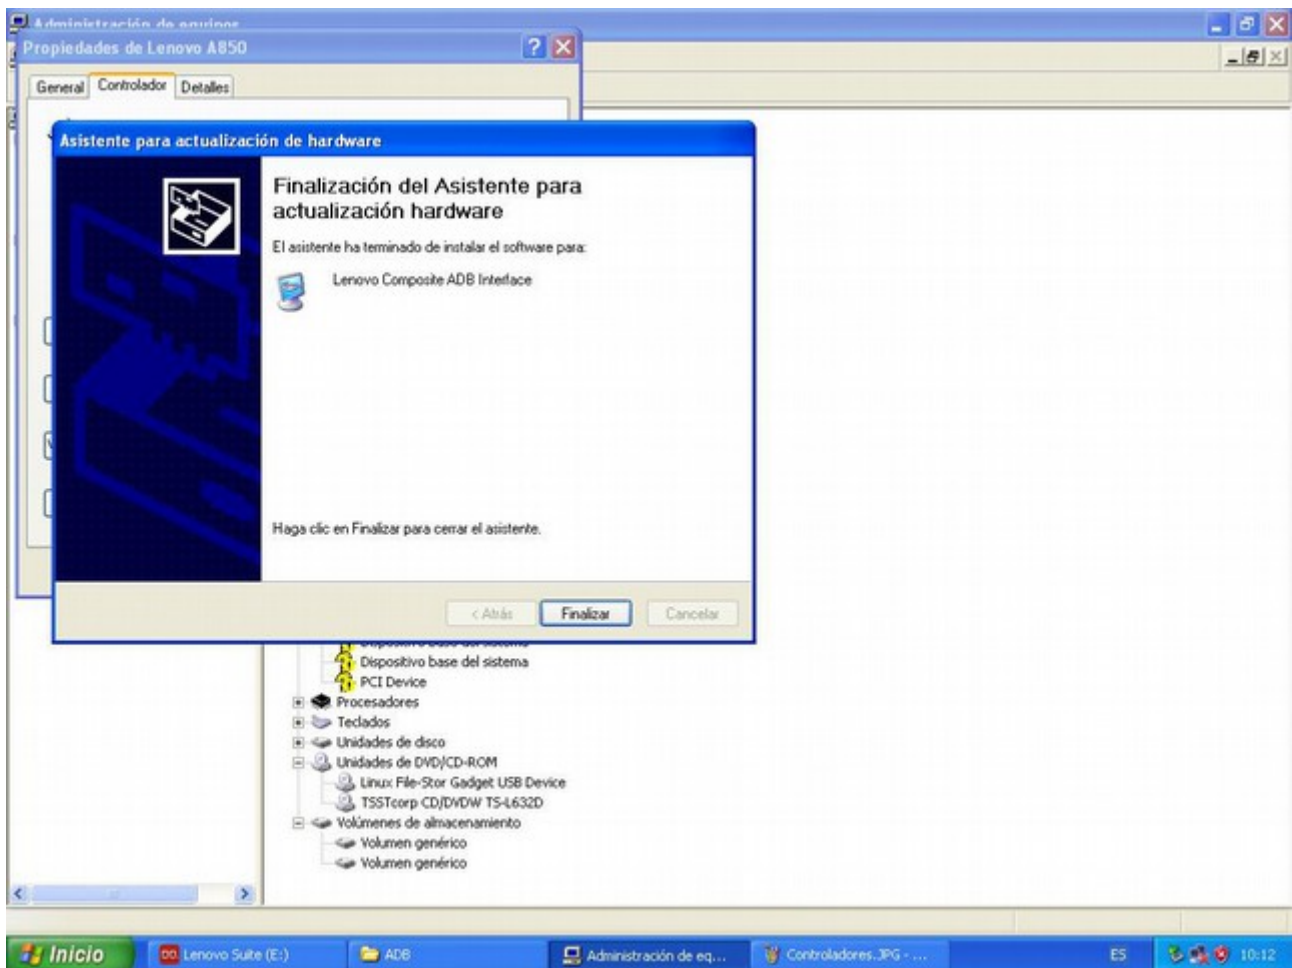 Administración de equipos
Propiedades de Lenovo A850
General
Controlador
Detalles
Asistente para actualización de hardware
Finalización del Asistente para
actualización hardware
El asistente ha terminado de instalar el software para:
Lenovo Composite ADB Interface
Haga clic en Finalizar para cerrar el asistente.
< Atrás
Finalizar
Cancelar
Dispositivo base del sistema
Dispositivo base del sistema
PCI Device
Procesadores
Teclados
Unidades de disco
Unidades de DVD/CD-ROM
Linux File-Stor Gadget USB Device
TSSTcorp CD/DVDW TS-L632D
Volúmenes de almacenamiento
Volumen genérico
Volumen genérico
Inicio
Lenovo Suite (E:)
ADB
Administración de eq...
Controladores.JPG - ...
ES
10:12